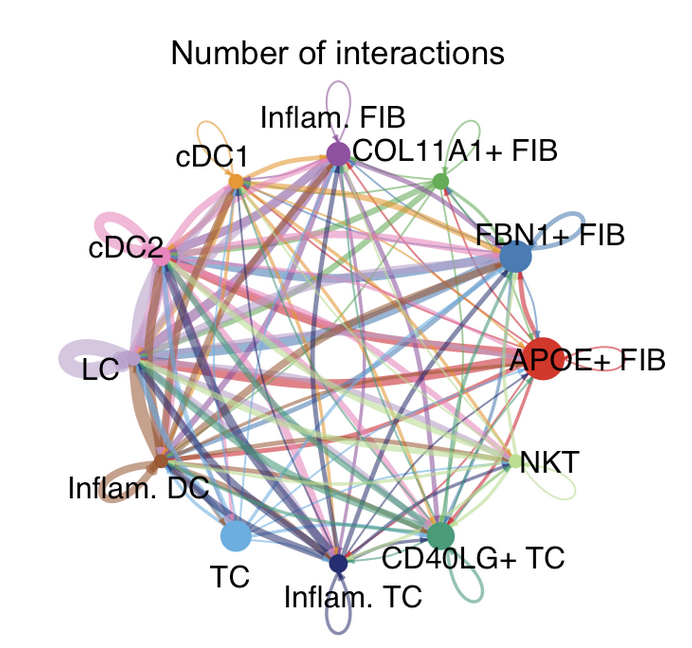 Number of interactions
Inflam. FIB
COL11A1+ FIB
cDC1
FBN1+ FIB
cDC2
APOE+ FIB
LC
NKT
Inflam. DC
CD40LG+ TC
TC
Inflam. TC